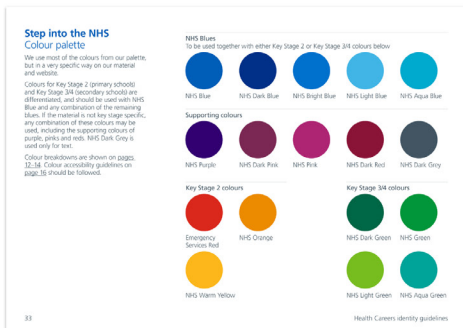 Step into the NHS
Colour palette
We use most of the colours from our palette,
but in a very specific way on our material
and website.
Colours for Key Stage 2 (primary schools)
and Key Stage 3/4 (secondary schools) are
differentiated, and should be used with NHS
Blue and any combination of the remaining
blues. If the material is not key stage specific,
any combination of these colours may be
used, including the supporting colours of
purple, pinks and reds. NHS Dark Grey is
used only for text.
Colour breakdowns are shown on pages
12–14. Colour accessibility guidelines on
page 16 should be followed.
NHS Blues
To be used together with either Key Stage 2 or Key Stage 3/4 colours below
NHS Blue
NHS Dark Blue
NHS Bright Blue
NHS Light Blue
NHS Aqua Blue
Supporting colours
NHS Purple
NHS Dark Pink
NHS Pink
NHS Dark Red
NHS Dark Grey
Key Stage 2 colours
Emergency
Services Red
NHS Orange
NHS Warm Yellow
Key Stage 3/4 colours
NHS Dark Green
NHS Green
NHS Light Green
NHS Aqua Green
33
Health Careers identity guidelines